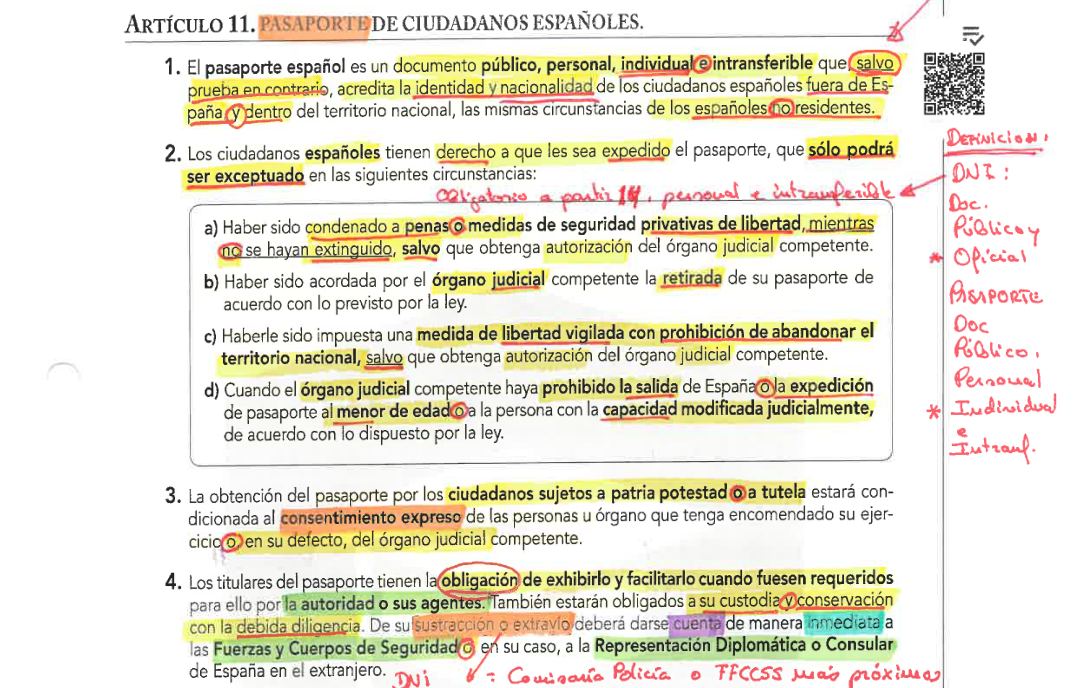 ARTÍCULO 11. PASAPORTE DE CIUDADANOS ESPAÑOLES.
1. El pasaporte español es un documento público, personal, individual e intransferible que, salvo
prueba en contrario, acredita la identidad y nacionalidad de los ciudadanos españoles fuera de Es-
paña y dentro del territorio nacional, las mismas circunstancias de los españoles no residentes.
2. Los ciudadanos españoles tienen derecho a que les sea expedido el pasaporte, que sólo podrá
ser exceptuado en las siguientes circunstancias:
Obligatorio a partir 14, personal e intranferible
a) Haber sido condenado a penas o medidas de seguridad privativas de libertad, mientras
no se hayan extinguido, salvo que obtenga autorización del órgano judicial competente.
b) Haber sido acordada por el órgano judicial competente la retirada de su pasaporte de
acuerdo con lo previsto por la ley.
c) Haberle sido impuesta una medida de libertad vigilada con prohibición de abandonar el
territorio nacional, salvo que obtenga autorización del órgano judicial competente.
d) Cuando el órgano judicial competente haya prohibido la salida de España o la expedición
de pasaporte al menor de edad o a la persona con la capacidad modificada judicialmente,
de acuerdo con lo dispuesto por la ley.
3. La obtención del pasaporte por los ciudadanos sujetos a patria potestad o a tutela estará con-
dicionada al consentimiento expreso de las personas u órgano que tenga encomendado su ejer-
cicio o, en su defecto, del órgano judicial competente.
4. Los titulares del pasaporte tienen la obligación de exhibirlo y facilitarlo cuando fuesen requeridos
para ello por la autoridad o sus agentes. También estarán obligados a su custodia y conservación
con la debida diligencia. De su sustracción o extravío deberá darse cuenta de manera inmediata a
las Fuerzas y Cuerpos de Seguridad o, en su caso, a la Representación Diplomática o Consular
de España en el extranjero.
DNi = Comisaría Policía o FFCCSS más próximas
DEFINICION:
DNI:
Doc.
Público y
* Oficial
PASAPORTE
Doc
Público.
Personal
* Individual
e
Intranf.